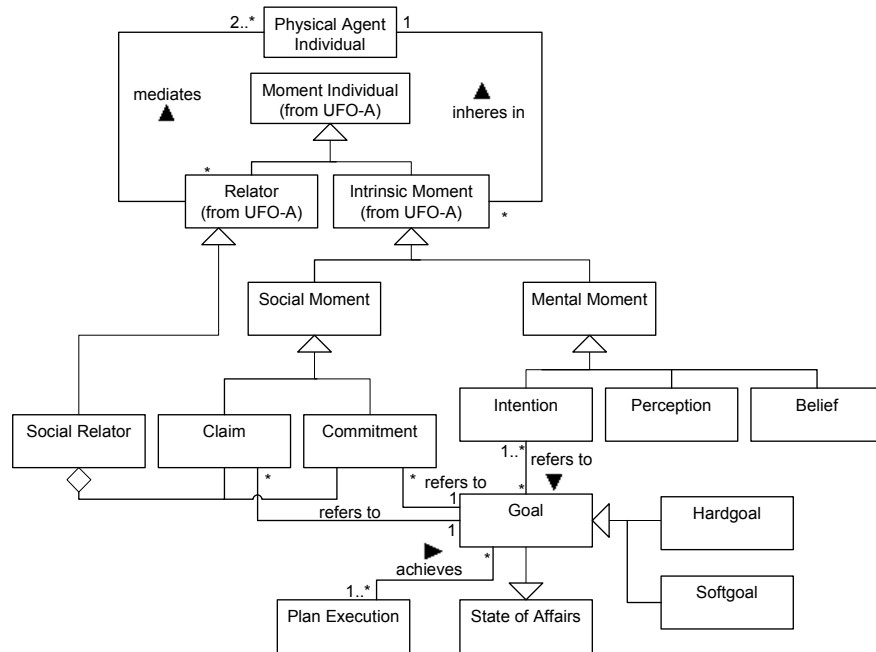 2..*
Physical Agent
Individual
1
mediates
Moment Individual
(from UFO-A)
inheres in
*
Relator
(from UFO-A)
Intrinsic Moment
(from UFO-A)
*
Social Moment
Mental Moment
Social Relator
Claim
Commitment
Intention
Perception
Belief
*
*
1..*
refers to
refers to
*
1
Goal
Hardgoal
refers to
1
achieves
*
1..*
Softgoal
Plan Execution
State of Affairs